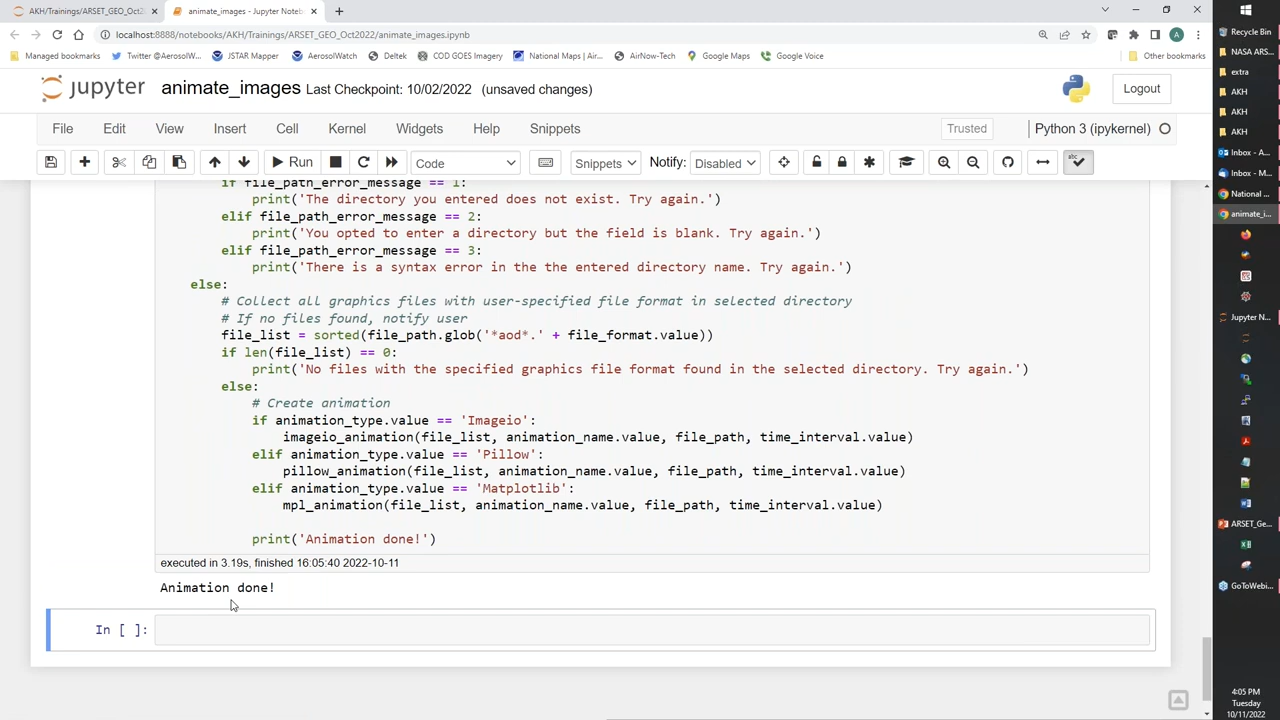 AKH/Trainings/ARSET_GEO_Oct2022/
animate_images - Jupyter Noteb
localhost:8888/notebooks/AKH/Trainings/ARSET_GEO_Oct2022/animate_images.ipynb
Managed bookmarks
Twitter @AerosolW...
JSTAR Mapper
AerosolWatch
Deltek
COD GOES Imagery
National Maps | Air...
AirNow-Tech
Google Maps
Google Voice
Other bookmarks
jupyter animate_images Last Checkpoint: 10/02/2022 (unsaved changes)
Logout
File Edit View Insert Cell Kernel Widgets Help Snippets
Trusted
Python 3 (ipykernel)
Run
Code
Snippets
Notify: Disabled
abc
if file_path_error_message == 1:
print('The directory you entered does not exist. Try again.')
elif file_path_error_message == 2:
print('You opted to enter a directory but the field is blank. Try again.')
elif file_path_error_message == 3:
print('There is a syntax error in the the entered directory name. Try again.')
else:
# Collect all graphics files with user-specified file format in selected directory
# If no files found, notify user
file_list = sorted(file_path.glob('*aod*.' + file_format.value))
if len(file_list) == 0:
print('No files with the specified graphics file format found in the selected directory. Try again.')
else:
# Create animation
if animation_type.value == 'Imageio':
imageio_animation(file_list, animation_name.value, file_path, time_interval.value)
elif animation_type.value == 'Pillow':
pillow_animation(file_list, animation_name.value, file_path, time_interval.value)
elif animation_type.value == 'Matplotlib':
mpl_animation(file_list, animation_name.value, file_path, time_interval.value)
print('Animation done!')
executed in 3.19s, finished 16:05:40 2022-10-11
Animation done!
In [ ]:
Recycle Bin
NASA ARS...
extra
AKH
AKH
AKH
Inbox - A...
Inbox - M...
National ...
animate_i...
Jupyter N...
ARSET_Ge...
GoToWebi...
4:05 PM
Tuesday
10/11/2022